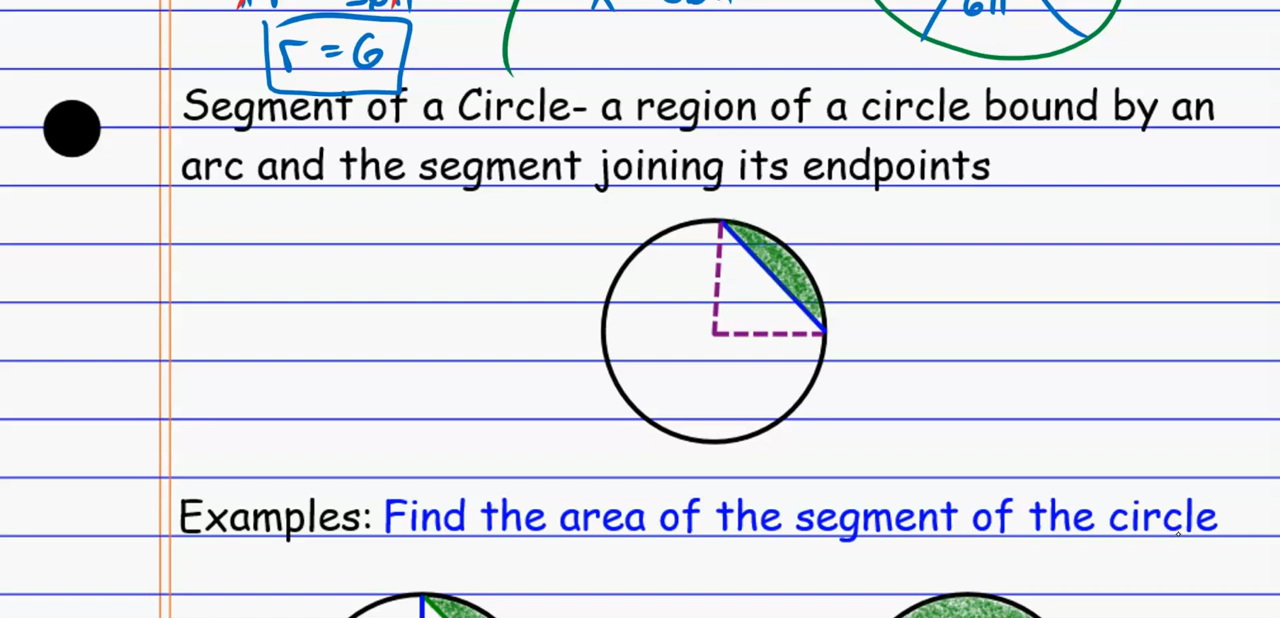 r = 6
6π
Segment of a Circle- a region of a circle bound by an
arc and the segment joining its endpoints
Examples: Find the area of the segment of the circle